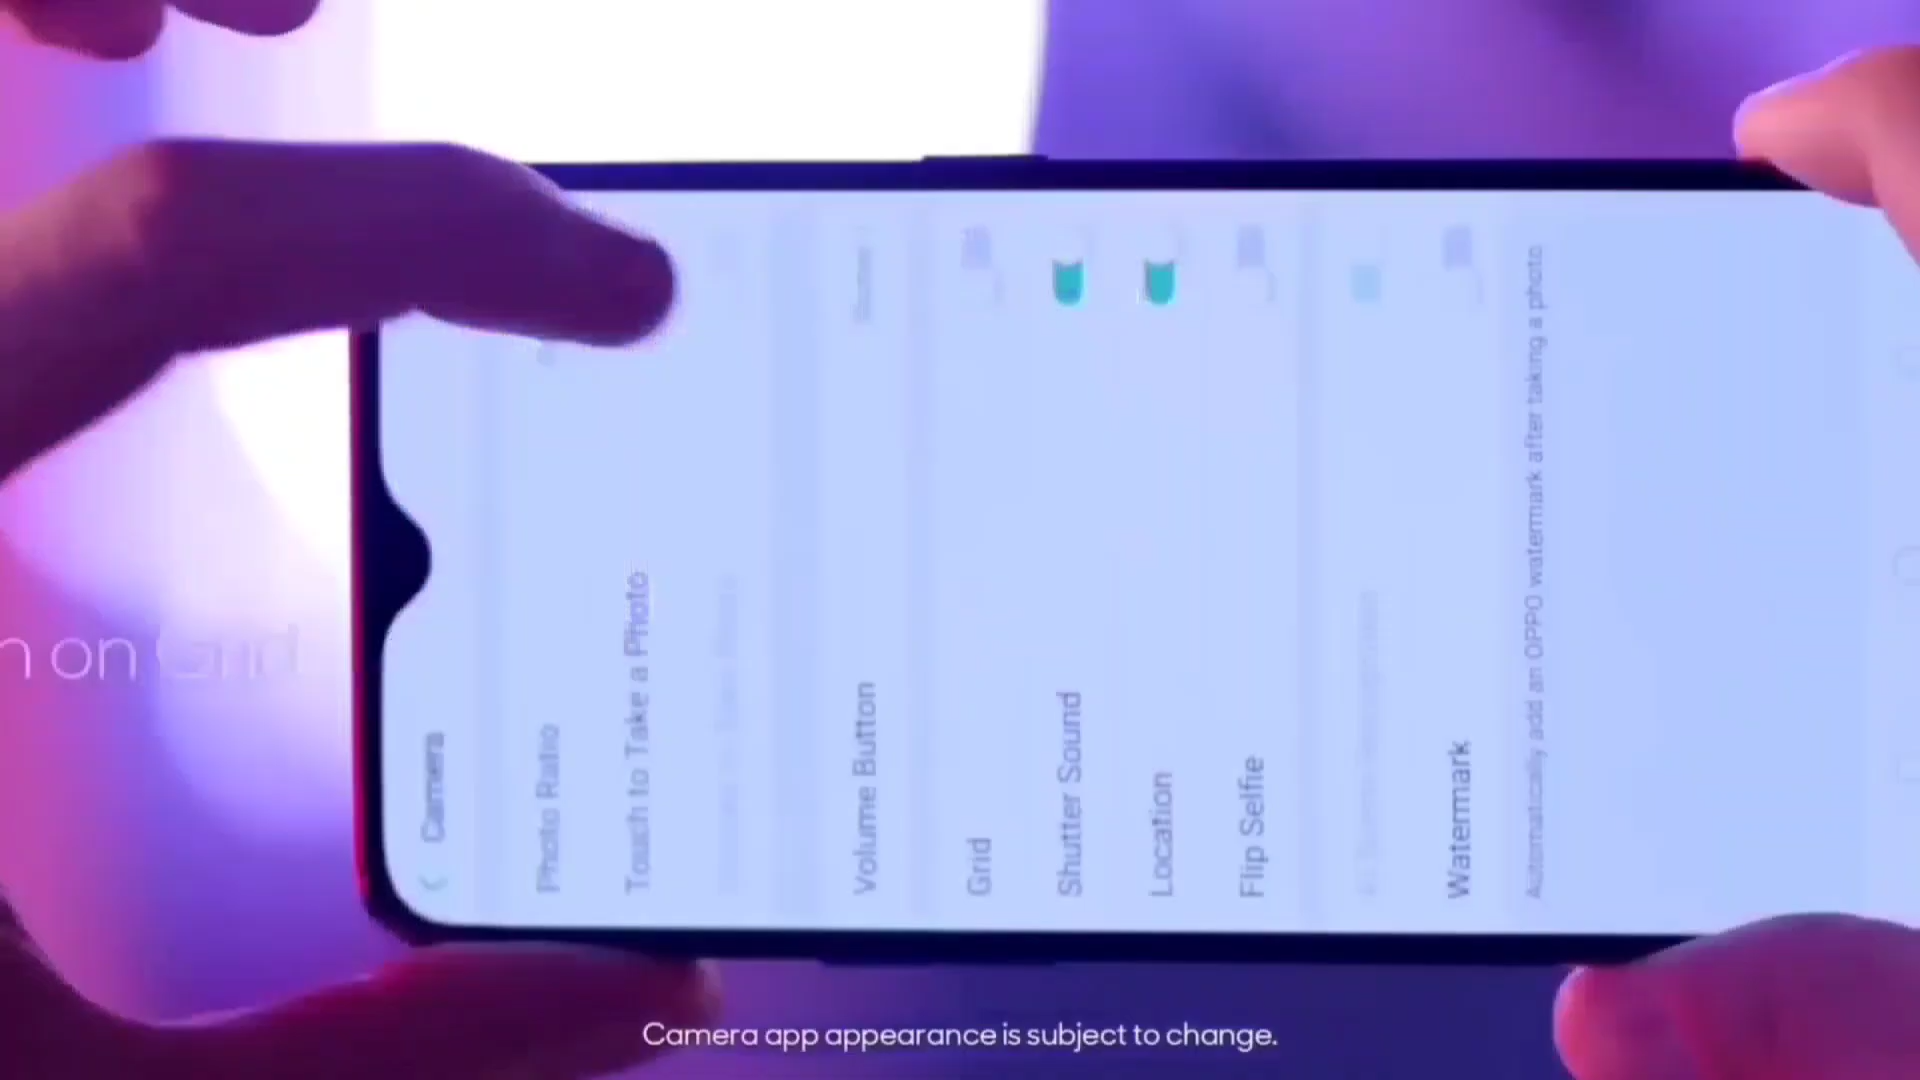 n on Grid
Camera
Photo Ratio
Touch to Take a Photo
Volume Button
Grid
Shutter Sound
Location
Flip Selfie
Watermark
Automatically add an OPPO watermark after taking a photo
Camera app appearance is subject to change.